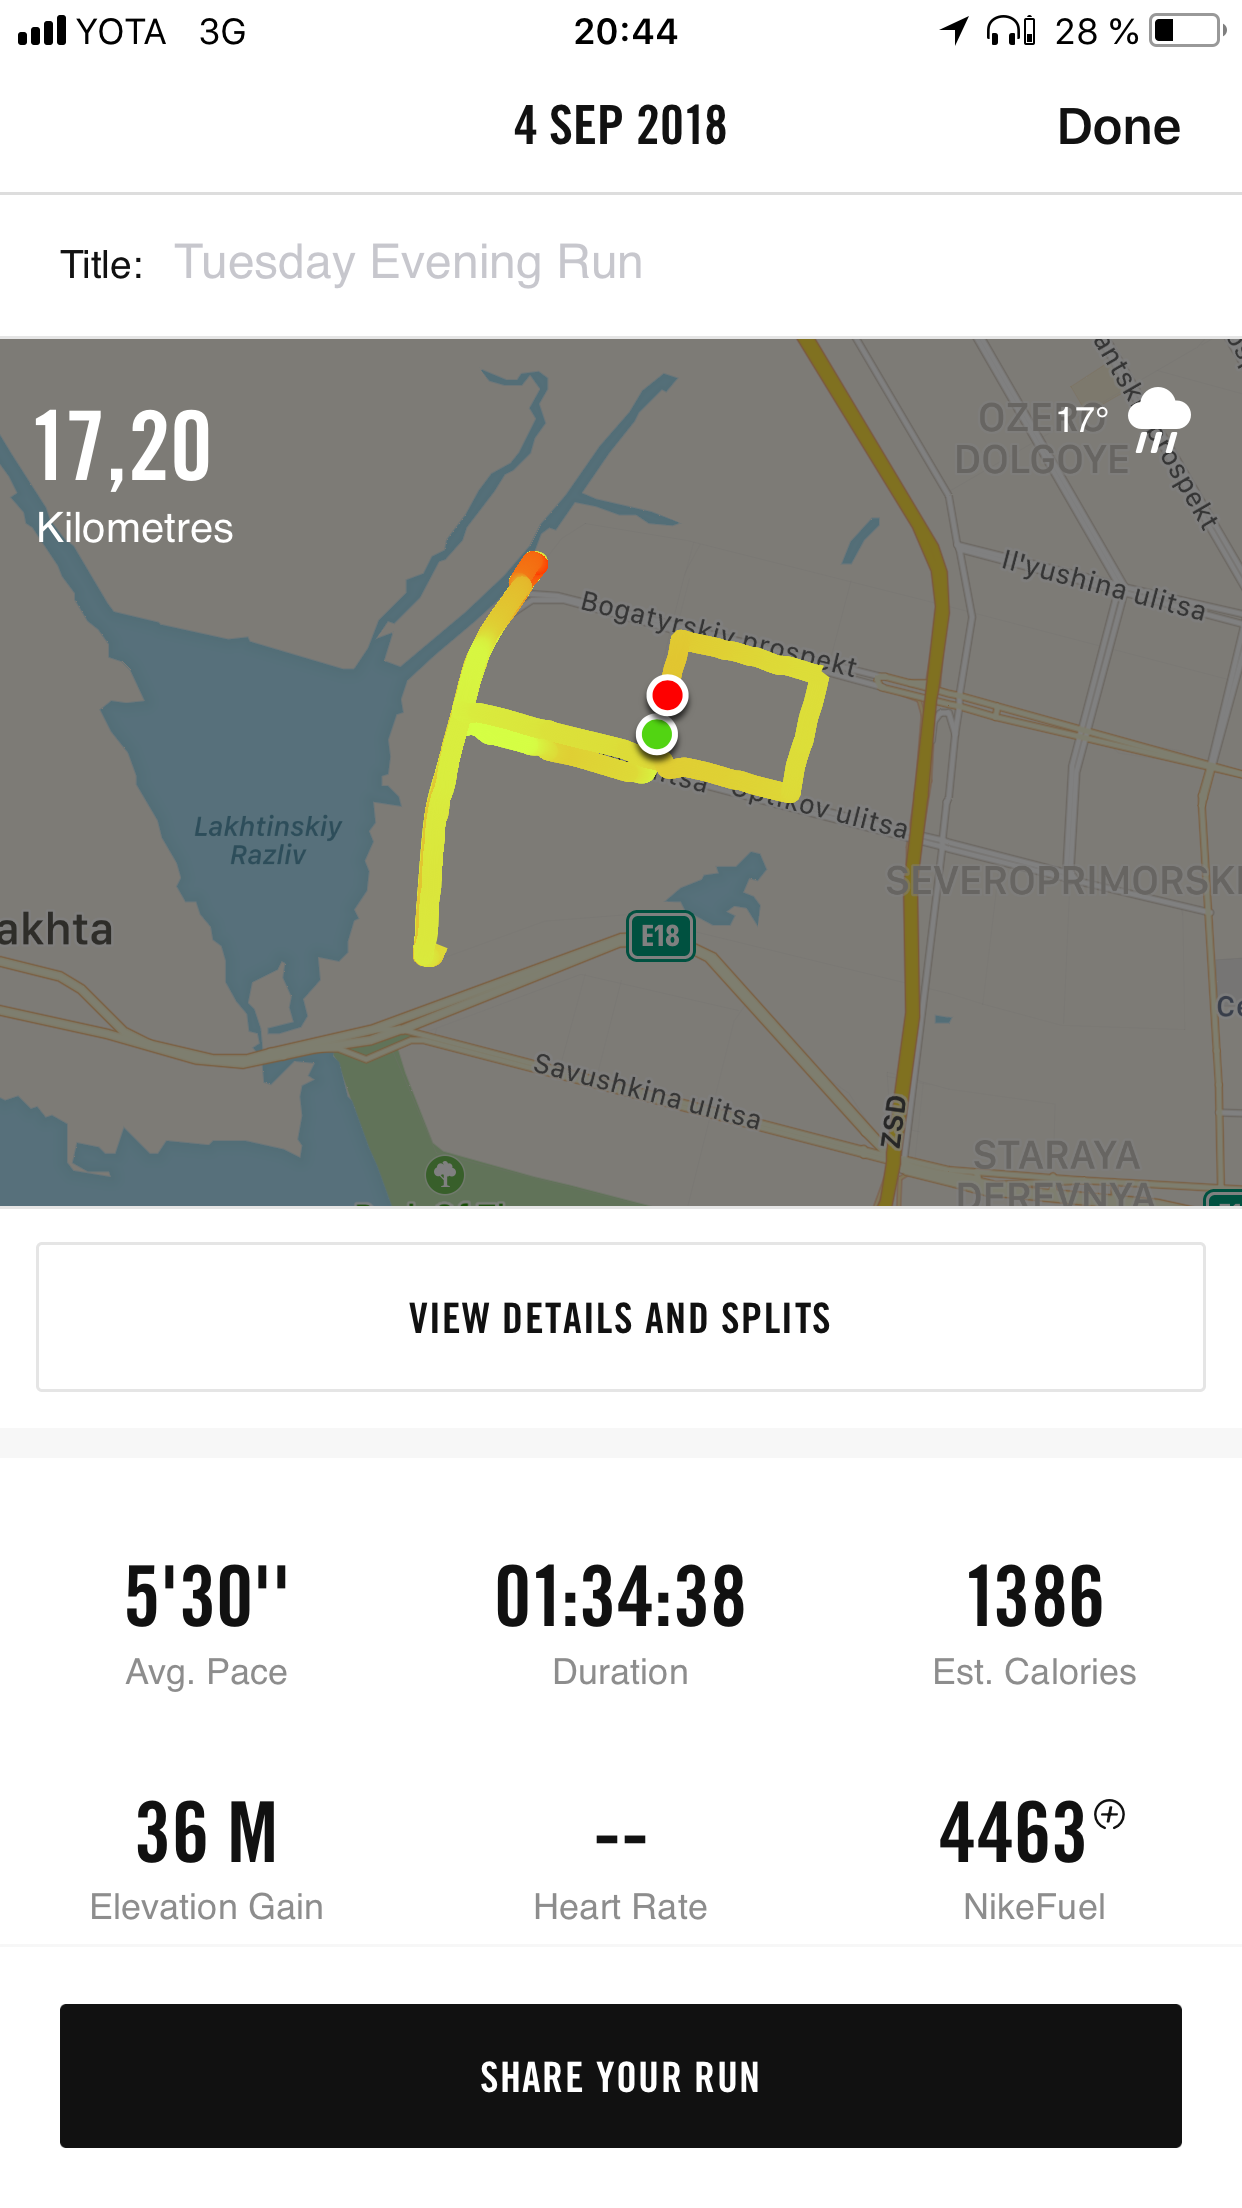 YOTA 3G 20:44 28 %
4 SEP 2018 Done
Title: Tuesday Evening Run
17,20
Kilometres
17°
OZERO
DOLGOYE
prospekt
Il'yushina ulitsa
Bogatyrskiy prospekt
Optikov ulitsa
Lakhtinskiy
Razliv
SEVEROPRIMORSK
akhta
E18
Savushkina ulitsa
ZSD
STARAYA
DEREVNYA
VIEW DETAILS AND SPLITS
5'30'' 01:34:38 1386
Avg. Pace Duration Est. Calories
36 M -- 4463
Elevation Gain Heart Rate NikeFuel
SHARE YOUR RUN